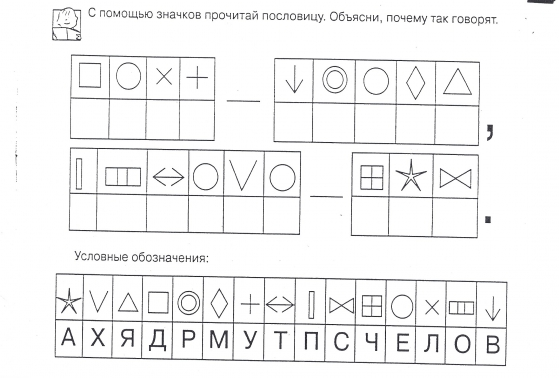 С помощью значков прочитай пословицу. Объясни, почему так говорят.
,
.
Условные обозначения:
А Х Я Д Р М У Т П С Ч Е Л О В